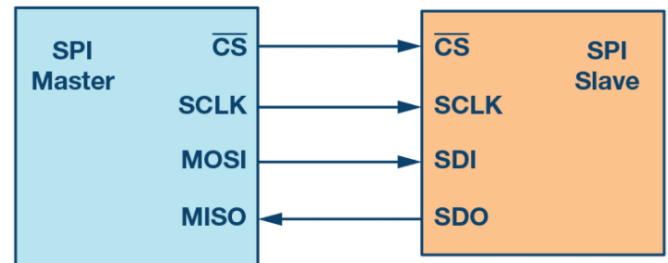 SPI
Master
CS
SCLK
MOSI
MISO
CS
SCLK
SDI
SDO
SPI
Slave